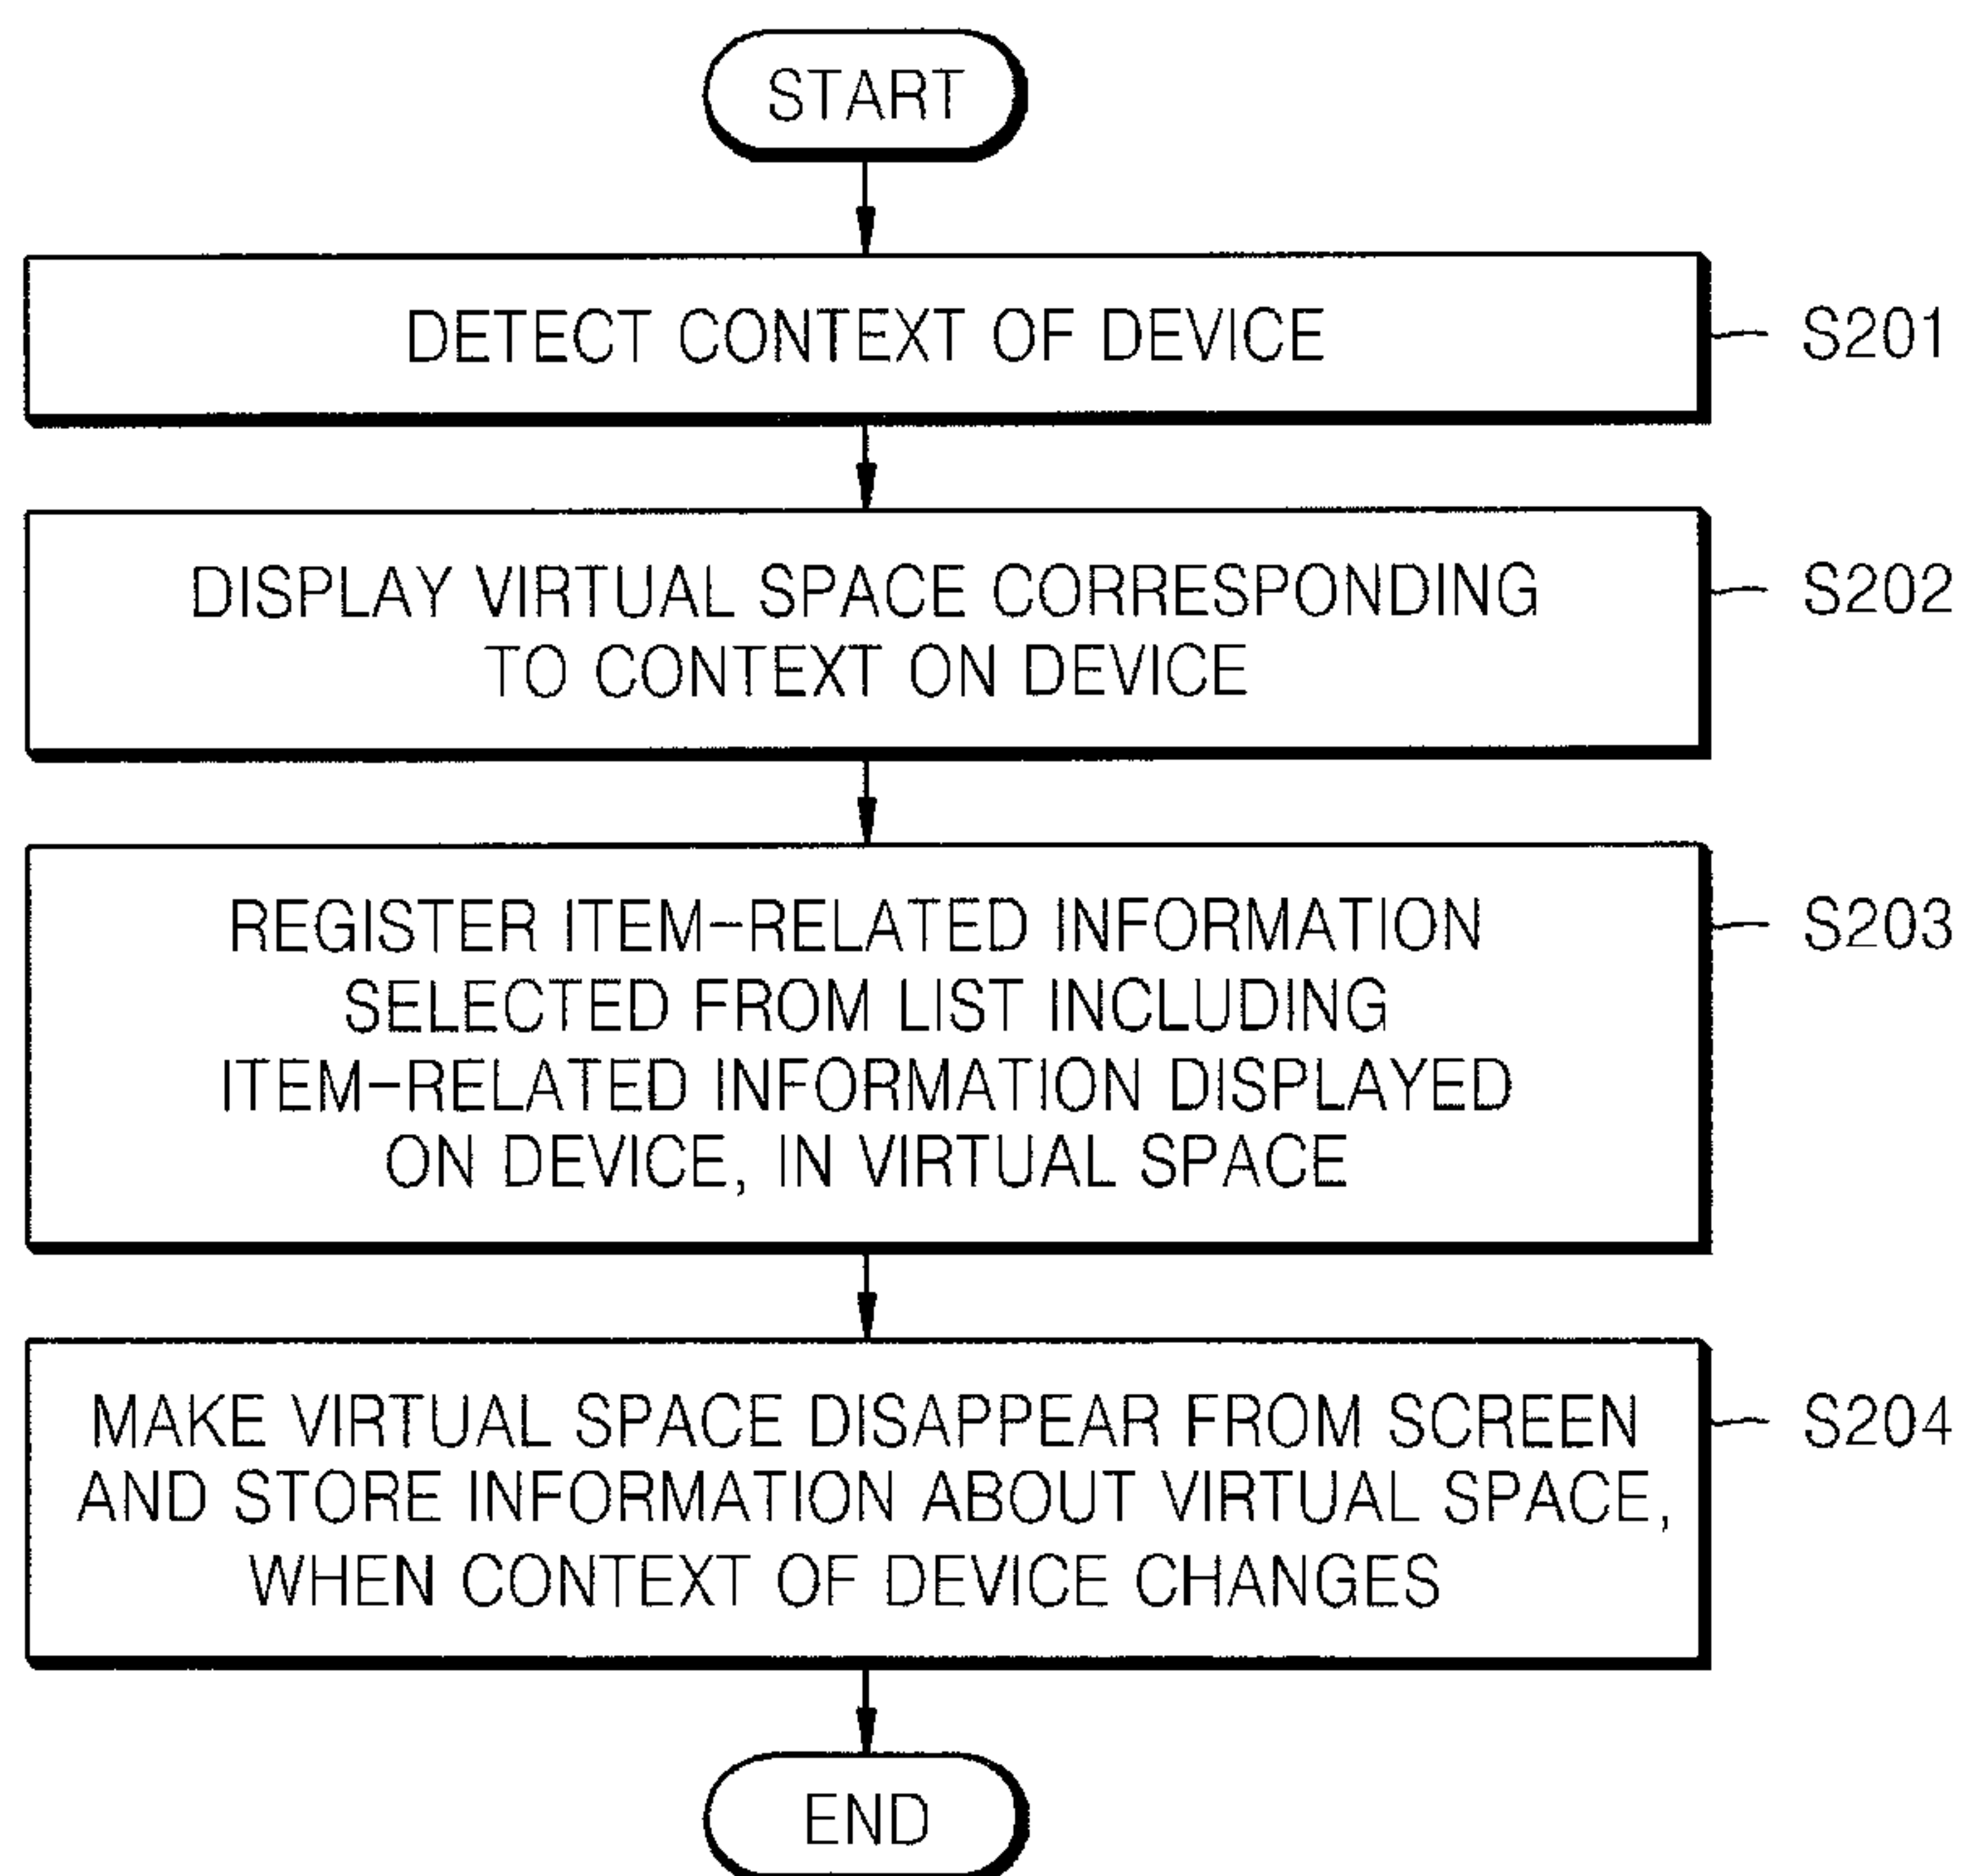 START
DETECT CONTEXT OF DEVICE
S201
DISPLAY VIRTUAL SPACE CORRESPONDING
TO CONTEXT ON DEVICE
S202
REGISTER ITEM-RELATED INFORMATION
SELECTED FROM LIST INCLUDING
ITEM-RELATED INFORMATION DISPLAYED
ON DEVICE, IN VIRTUAL SPACE
S203
MAKE VIRTUAL SPACE DISAPPEAR FROM SCREEN
AND STORE INFORMATION ABOUT VIRTUAL SPACE,
WHEN CONTEXT OF DEVICE CHANGES
S204
END